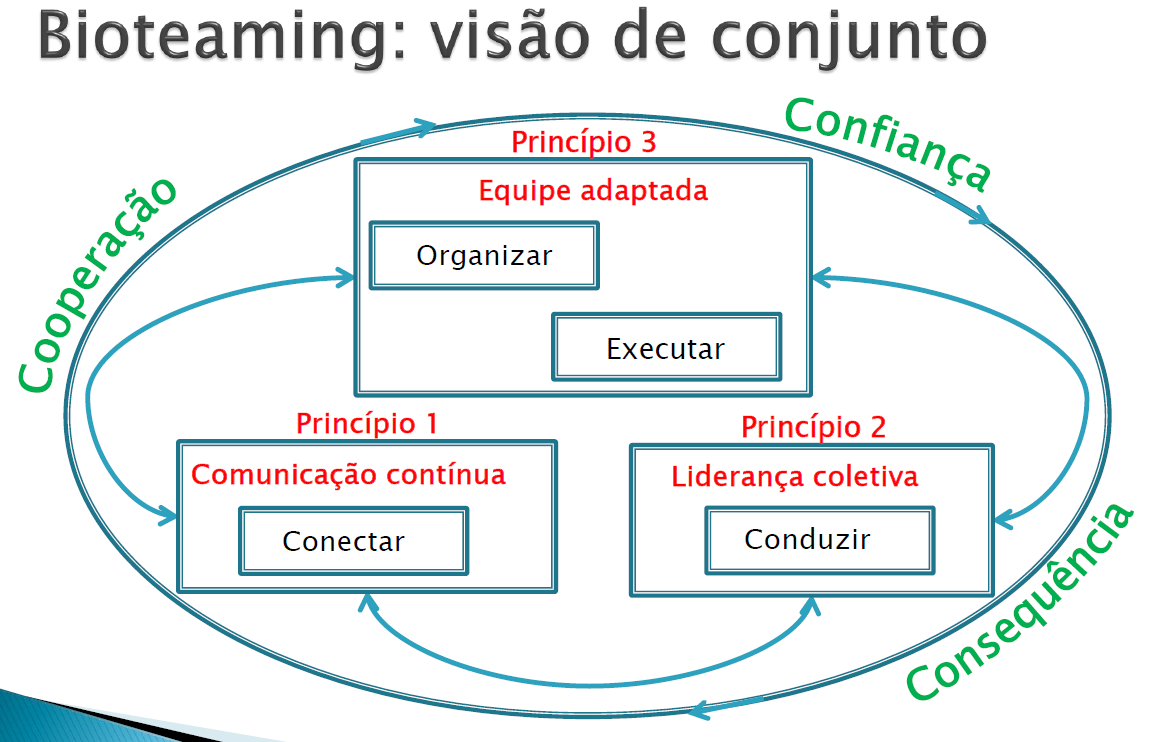 Bioteaming: visão de conjunto
Confiança
Cooperação
Princípio 3
Equipe adaptada
Organizar
Executar
Princípio 1
Comunicação contínua
Conectar
Princípio 2
Liderança coletiva
Conduzir
Consequência